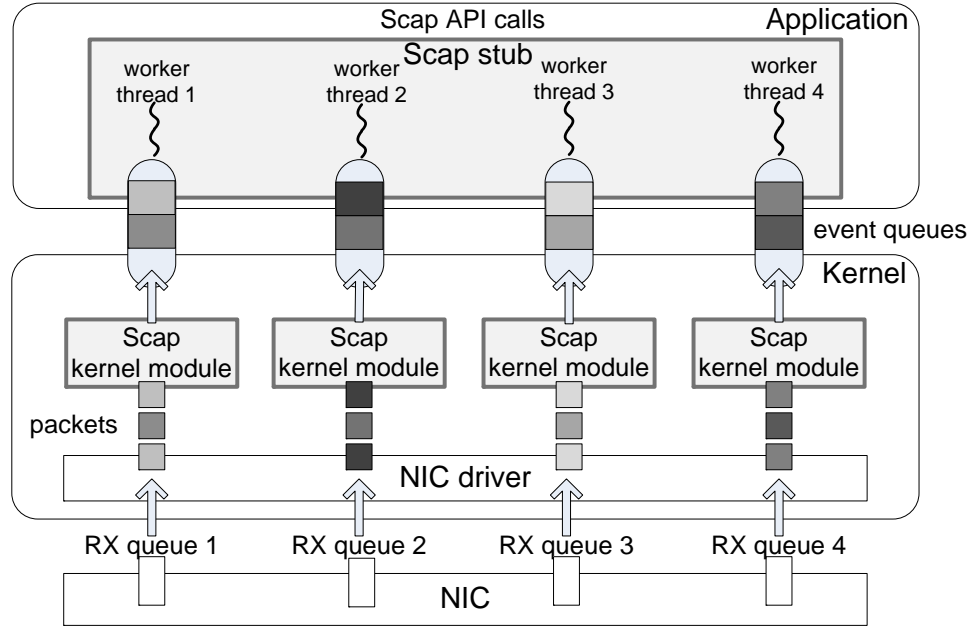 Scap API calls
Application
Scap stub
worker
thread 1
worker
thread 2
worker
thread 3
worker
thread 4
event queues
Kernel
Scap
kernel module
Scap
kernel module
Scap
kernel module
Scap
kernel module
packets
NIC driver
RX queue 1
RX queue 2
RX queue 3
RX queue 4
NIC